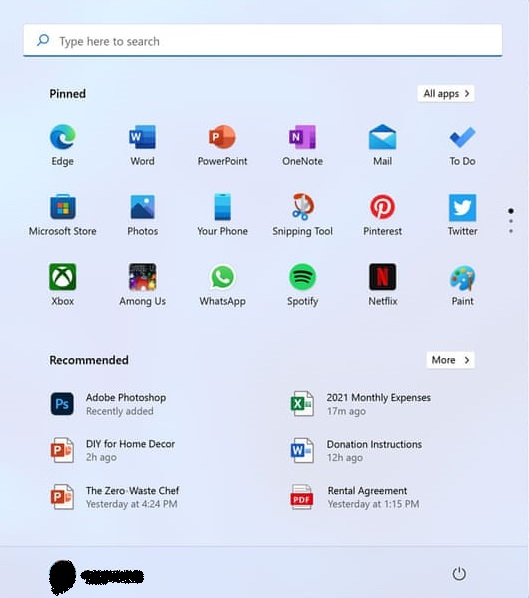 Type here to search
Pinned
All apps >
Edge Word PowerPoint OneNote Mail To Do
Microsoft Store Photos Your Phone Snipping Tool Pinterest Twitter
Xbox Among Us WhatsApp Spotify Netflix Paint
Recommended
More >
Adobe Photoshop
Recently added
2021 Monthly Expenses
17m ago
DIY for Home Decor
2h ago
Donation Instructions
12h ago
The Zero-Waste Chef
Yesterday at 4:24 PM
Rental Agreement
Yesterday at 1:15 PM